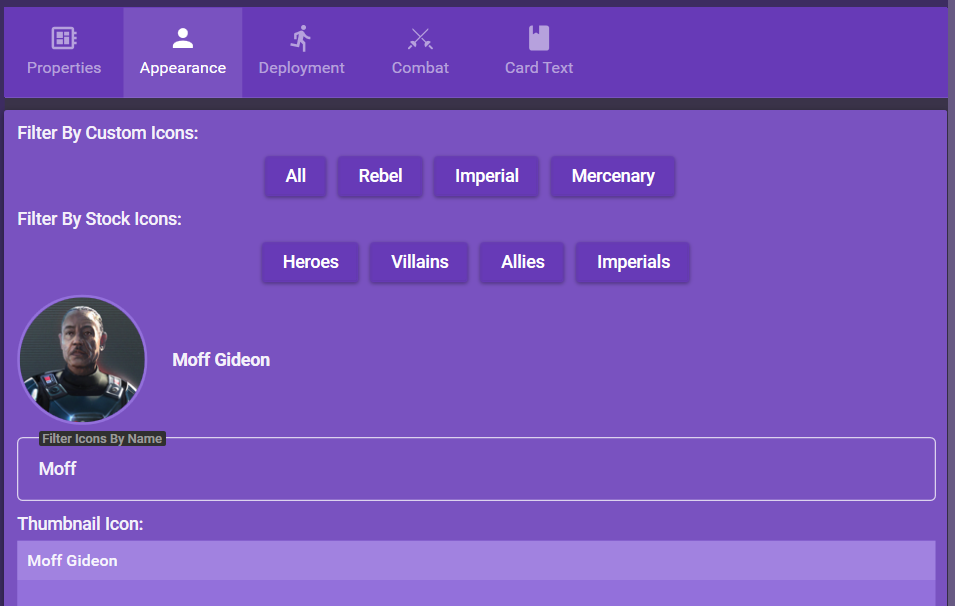 Properties Appearance Deployment Combat Card Text
Filter By Custom Icons:
All Rebel Imperial Mercenary
Filter By Stock Icons:
Heroes Villains Allies Imperials
Moff Gideon
Filter Icons By Name
Moff
Thumbnail Icon:
Moff Gideon